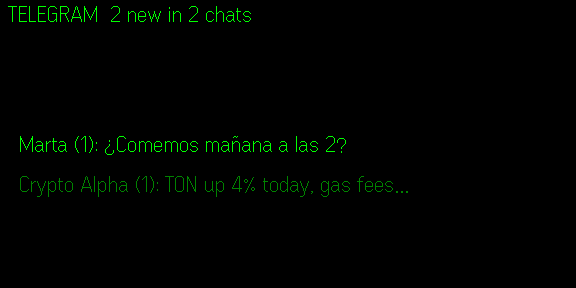 TELEGRAM 2 new in 2 chats
Marta (1): ¿Comemos mañana a las 2?
Crypto Alpha (1): TON up 4% today, gas fees...